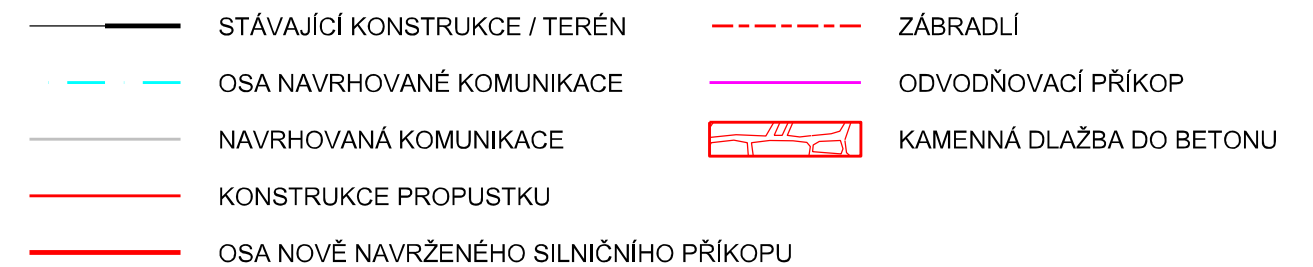 STÁVAJÍCÍ KONSTRUKCE / TERÉN
OSA NAVRHOVANÉ KOMUNIKACE
NAVRHOVANÁ KOMUNIKACE
KONSTRUKCE PROPUSTKU
OSA NOVĚ NAVRŽENÉHO SILNIČNÍHO PŘÍKOPU
ZÁBRADLÍ
ODVODŇOVACÍ PŘÍKOP
KAMENNÁ DLAŽBA DO BETONU